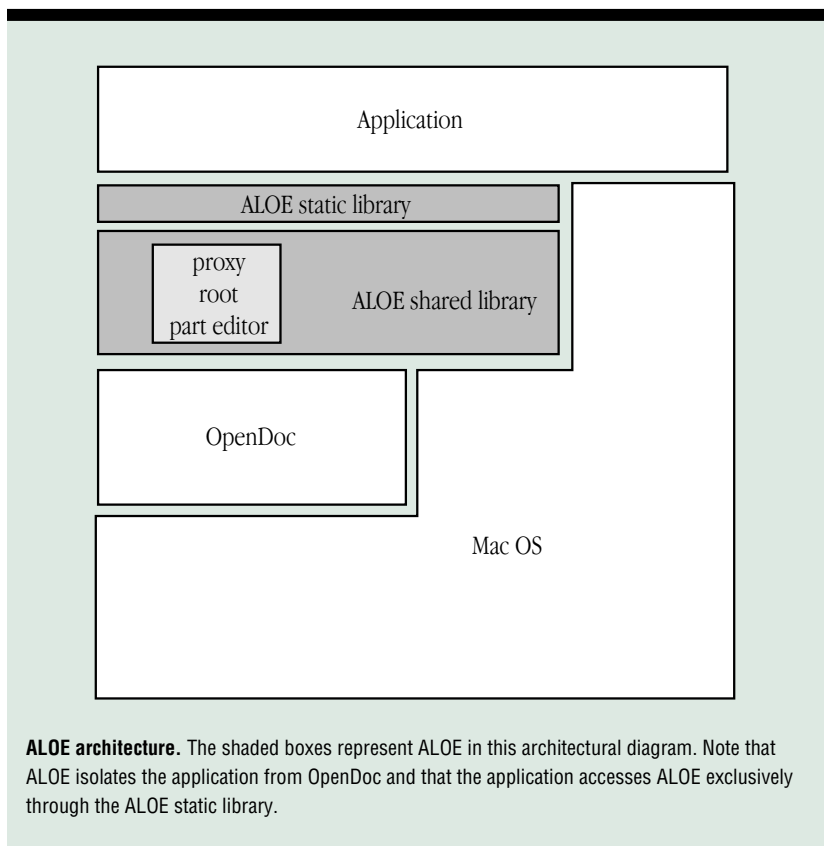 Application
ALOE static library
proxy
root
part editor
ALOE shared library
OpenDoc
Mac OS
ALOE architecture. The shaded boxes represent ALOE in this architectural diagram. Note that
ALOE isolates the application from OpenDoc and that the application accesses ALOE exclusively
through the ALOE static library.